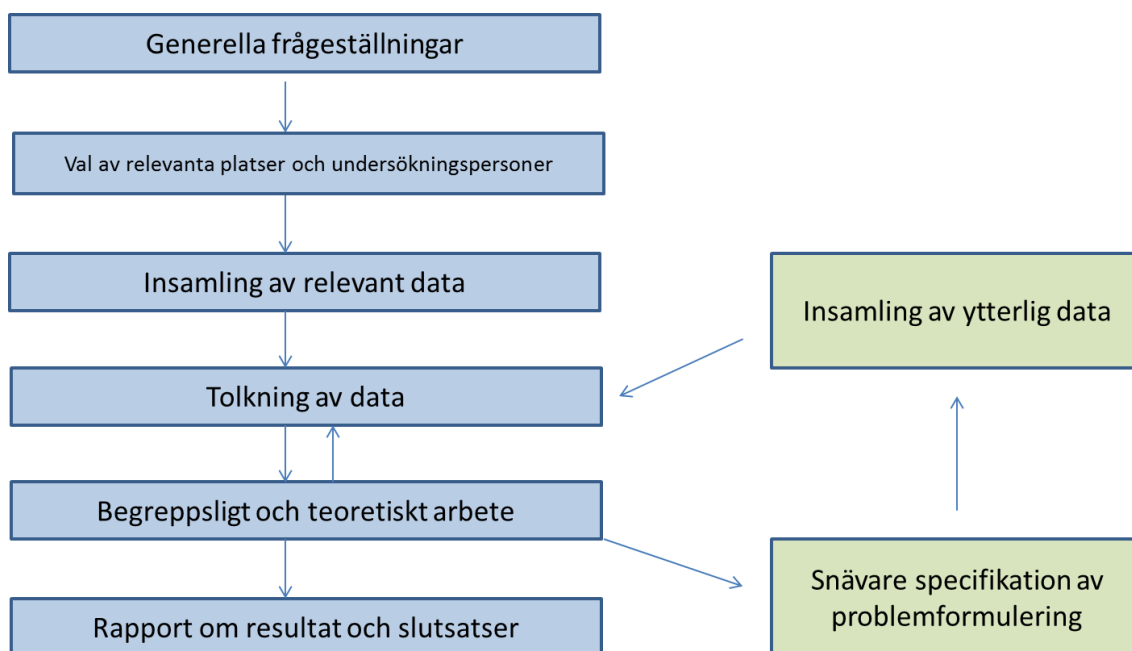 Generella frågeställningar
Val av relevanta platser och undersökningspersoner
Insamling av relevant data
Tolkning av data
Begreppsligt och teoretiskt arbete
Rapport om resultat och slutsatser
Insamling av ytterlig data
Snävare specifikation av
problemformulering